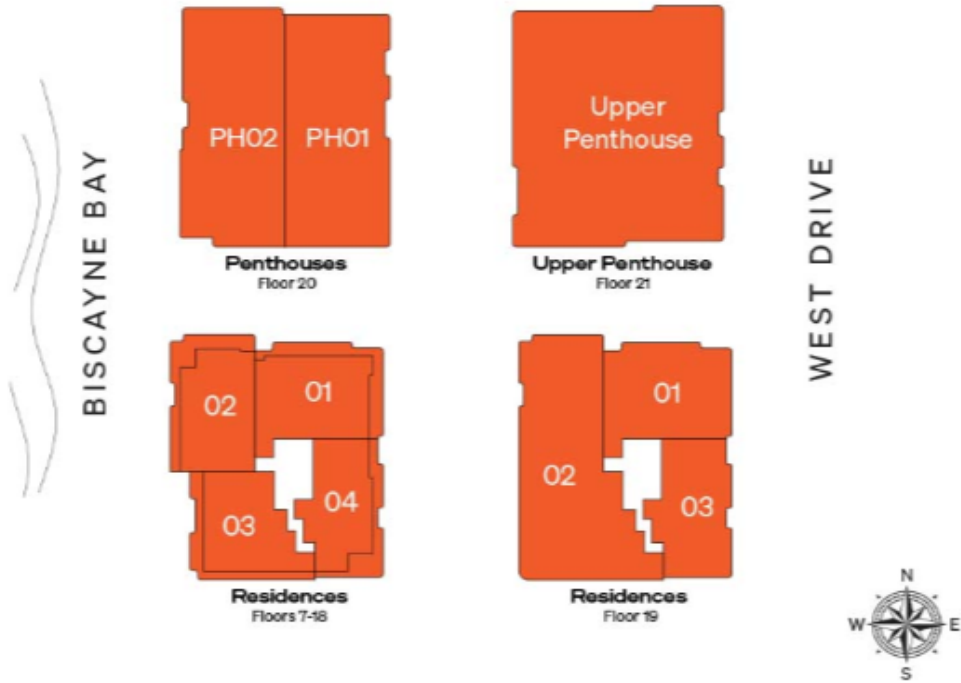 BISCAYNE BAY
PH02
PH01
Penthouses
Floor 20
Upper
Penthouse
Upper Penthouse
Floor 21
WEST DRIVE
02
01
03
04
Residences
Floors 7-18
01
02
03
Residences
Floor 19
N
W
E
S